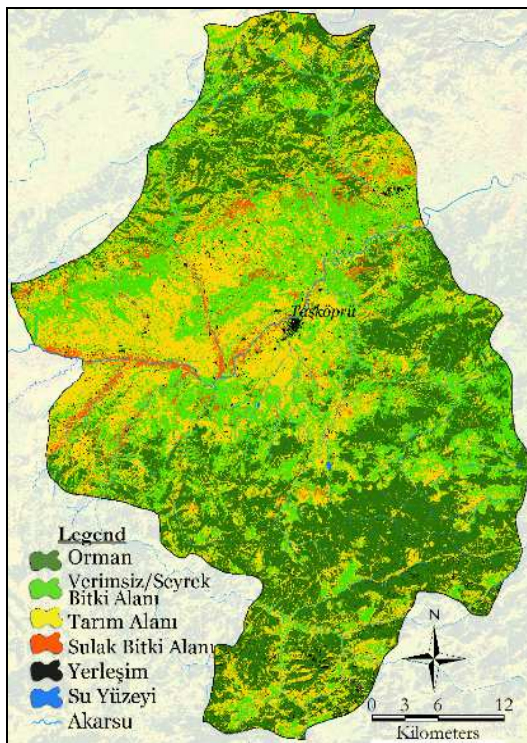 Taşköprü
Legend
Orman
Verimsiz/Seyrek
Bitki Alanı
Tarım Alanı
Sulak Bitki Alanı
Yerleşim
Su Yüzeyi
Akarsu
N
0 3 6 12
Kilometers